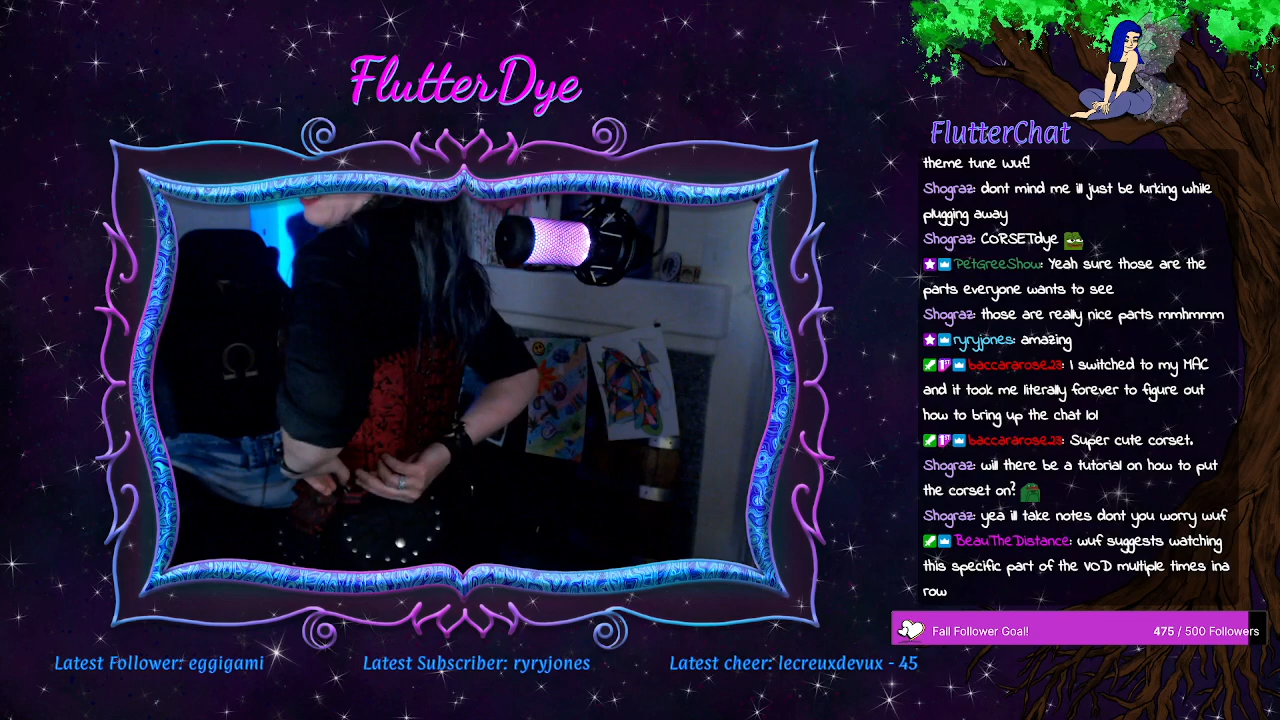 FlutterDye
FlutterChat
theme tune wuf!
Shograz: dont mind me ill just be lurking while
plugging away
Shograz: CORSETdye
PetGreeShow: Yeah sure those are the
parts everyone wants to see
Shograz: those are really nice parts mmhmmm
ryryjones: amazing
baccararose23: I switched to my MAC
and it took me literally forever to figure out
how to bring up the chat lol
baccararose23: Super cute corset.
Shograz: will there be a tutorial on how to put
the corset on?
Shograz: yea ill take notes dont you worry wuf
BeauTheDistance: wuf suggests watching
this specific part of the VOD multiple times ina
row
Fall Follower Goal! 475 / 500 Followers
Latest Follower: eggigami
Latest Subscriber: ryryjones
Latest cheer: lecreuxdevux - 45